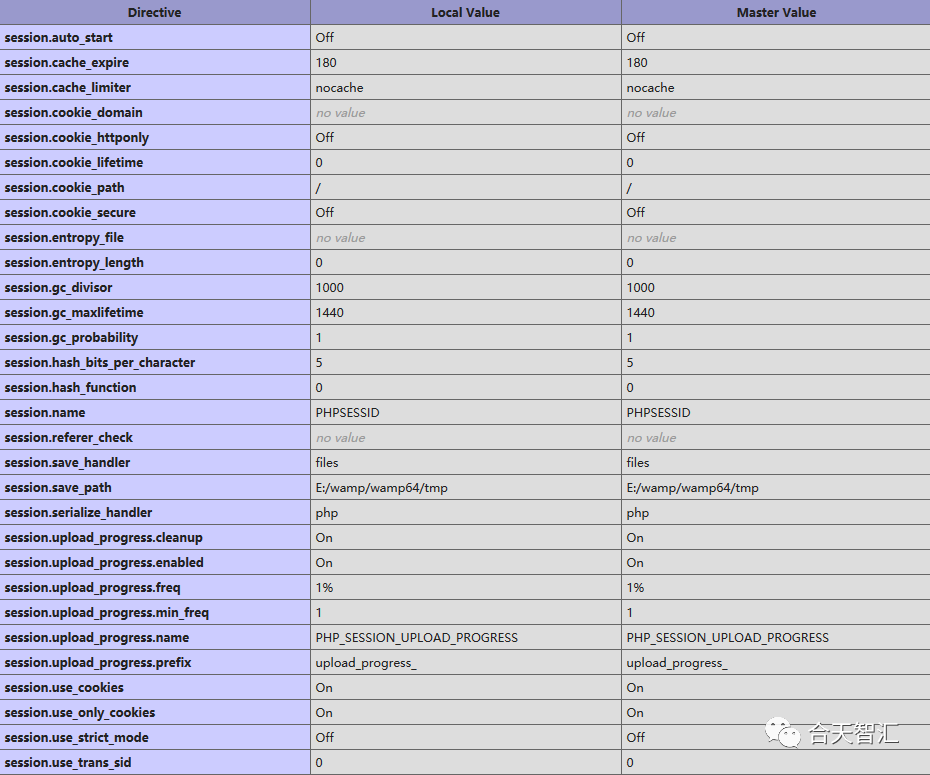 Directive Local Value Master Value
session.auto_start Off Off
session.cache_expire 180 180
session.cache_limiter nocache nocache
session.cookie_domain no value no value
session.cookie_httponly Off Off
session.cookie_lifetime 0 0
session.cookie_path / /
session.cookie_secure Off Off
session.entropy_file no value no value
session.entropy_length 0 0
session.gc_divisor 1000 1000
session.gc_maxlifetime 1440 1440
session.gc_probability 1 1
session.hash_bits_per_character 5 5
session.hash_function 0 0
session.name PHPSESSID PHPSESSID
session.referer_check no value no value
session.save_handler files files
session.save_path E:/wamp/wamp64/tmp E:/wamp/wamp64/tmp
session.serialize_handler php php
session.upload_progress.cleanup On On
session.upload_progress.enabled On On
session.upload_progress.freq 1% 1%
session.upload_progress.min_freq 1 1
session.upload_progress.name PHP_SESSION_UPLOAD_PROGRESS PHP_SESSION_UPLOAD_PROGRESS
session.upload_progress.prefix upload_progress_ upload_progress_
session.use_cookies On On
session.use_only_cookies On On
session.use_strict_mode Off Off
合天智汇
session.use_trans_sid 0 0